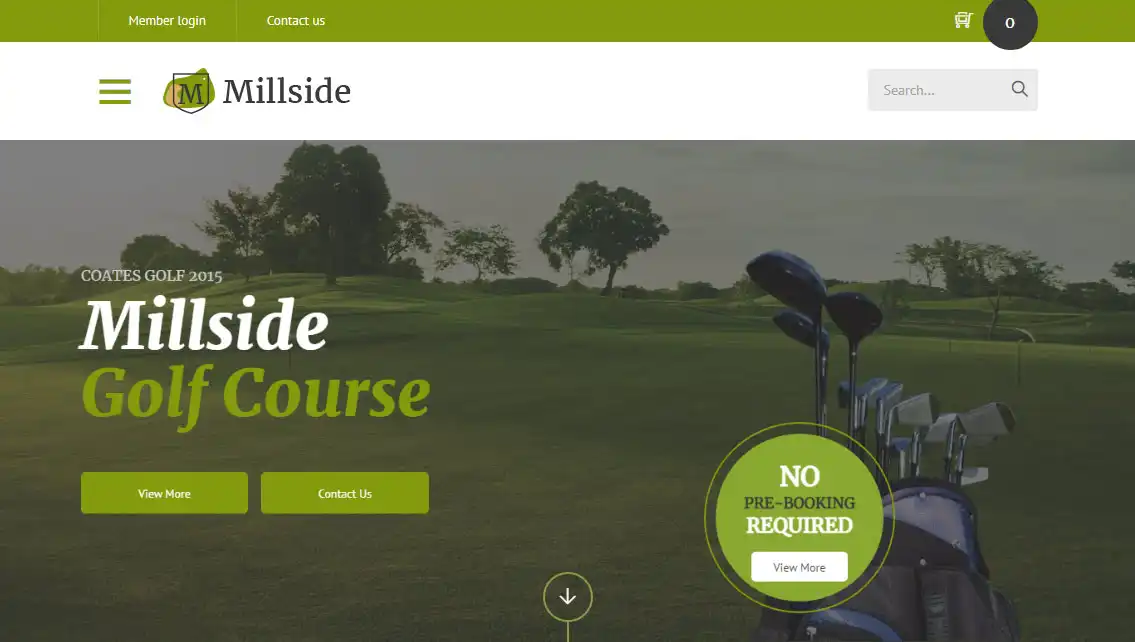 Member login
Contact us
0
M
Millside
Search...
COATES GOLF 2015
Millside
Golf Course
View More
Contact Us
NO
PRE-BOOKING
REQUIRED
View More